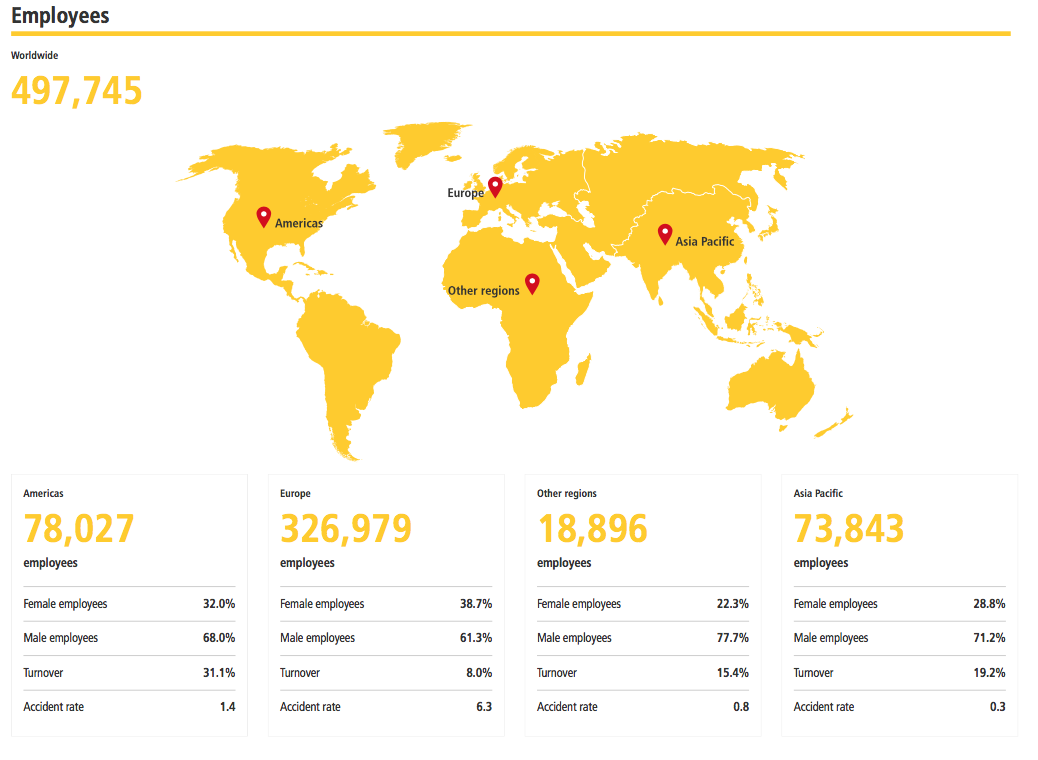 Employees
Worldwide
497,745
Europe
Americas
Asia Pacific
Other regions
Americas
78,027
employees
Female employees 32.0%
Male employees 68.0%
Turnover 31.1%
Accident rate 1.4
Europe
326,979
employees
Female employees 38.7%
Male employees 61.3%
Turnover 8.0%
Accident rate 6.3
Other regions
18,896
employees
Female employees 22.3%
Male employees 77.7%
Turnover 15.4%
Accident rate 0.8
Asia Pacific
73,843
employees
Female employees 28.8%
Male employees 71.2%
Turnover 19.2%
Accident rate 0.3